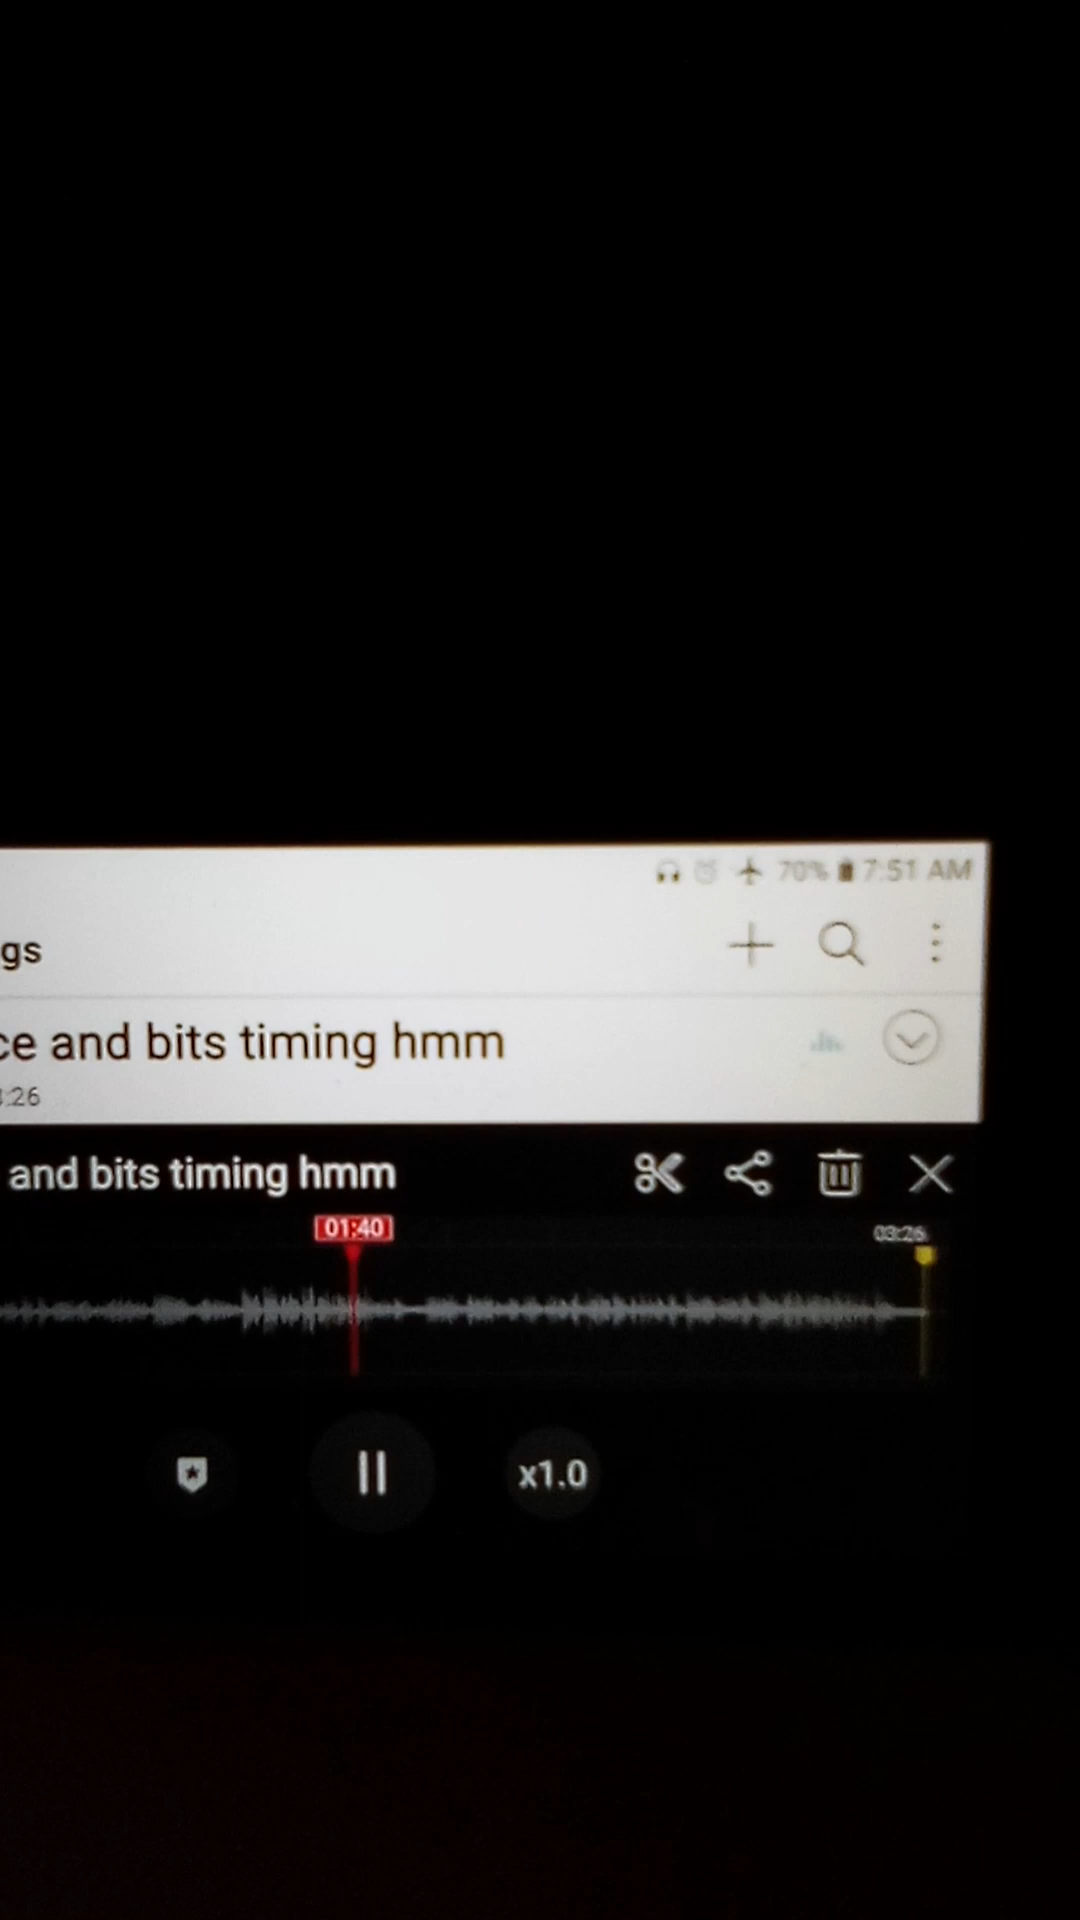 70% 7:51 AM
gs
ce and bits timing hmm
:26
and bits timing hmm
01:40
03:26
x1.0